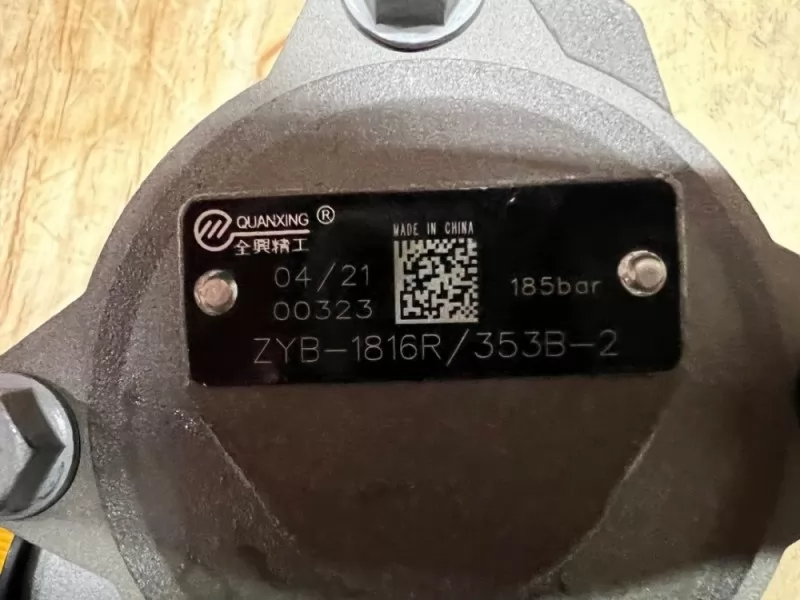 QUANXING ®
全興精工
MADE IN CHINA
04/21
00323
185bar
ZYB-1816R/353B-2